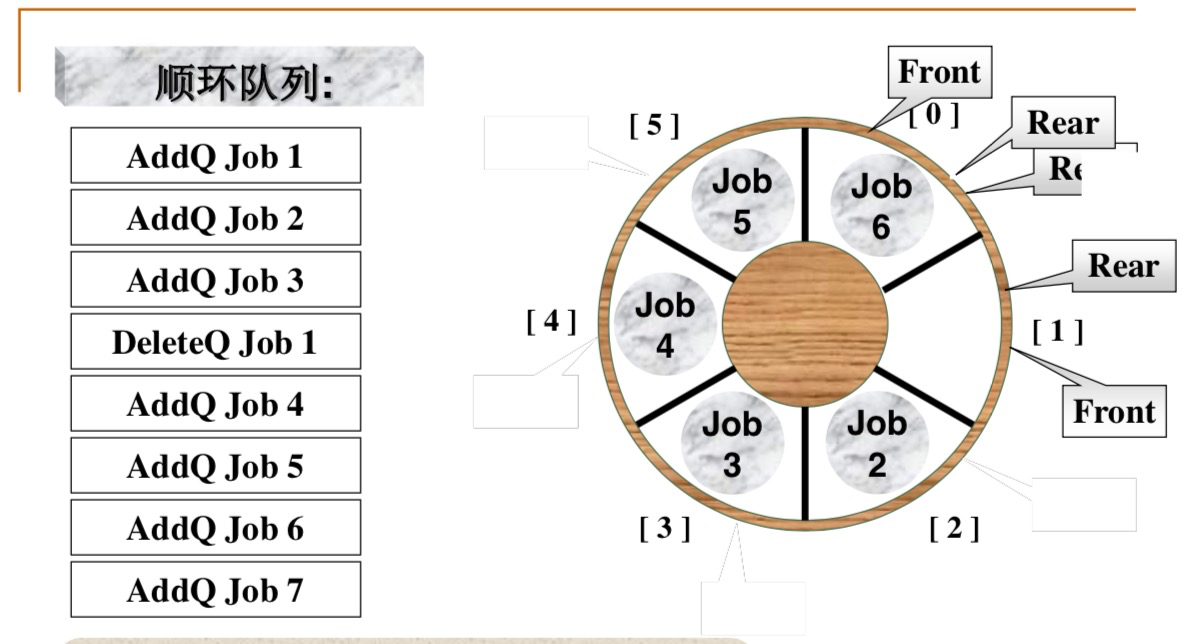 顺环队列:
AddQ Job 1
AddQ Job 2
AddQ Job 3
DeleteQ Job 1
AddQ Job 4
AddQ Job 5
AddQ Job 6
AddQ Job 7
Front
[ 0 ]
Rear
Re
[ 5 ]
Job
5
Job
6
Rear
[ 4 ]
Job
4
[ 1 ]
Front
Job
3
Job
2
[ 3 ]
[ 2 ]